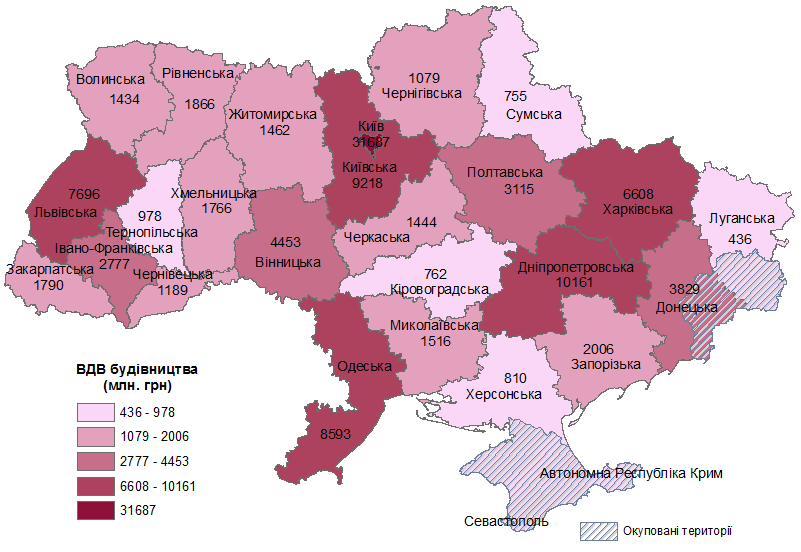 Волинська
1434
Рівненська
1866
Житомирська
1462
1079
Чернігівська
755
Сумська
Київ
31687
Київська
9218
7696
Львівська
978
Тернопільська
Хмельницька
1766
Івано-Франківська
2777
Закарпатська
1790
Чернівецька
1189
4453
Вінницька
1444
Черкаська
Полтавська
3115
6608
Харківська
Луганська
436
762
Кіровоградська
Дніпропетровська
10161
3829
Донецька
Миколаївська
1516
2006
Запорізька
Одеська
8593
810
Херсонська
Автономна Республіка Крим
Севастополь
ВДВ будівництва
(млн. грн)
436 - 978
1079 - 2006
2777 - 4453
6608 - 10161
31687
Окуповані території